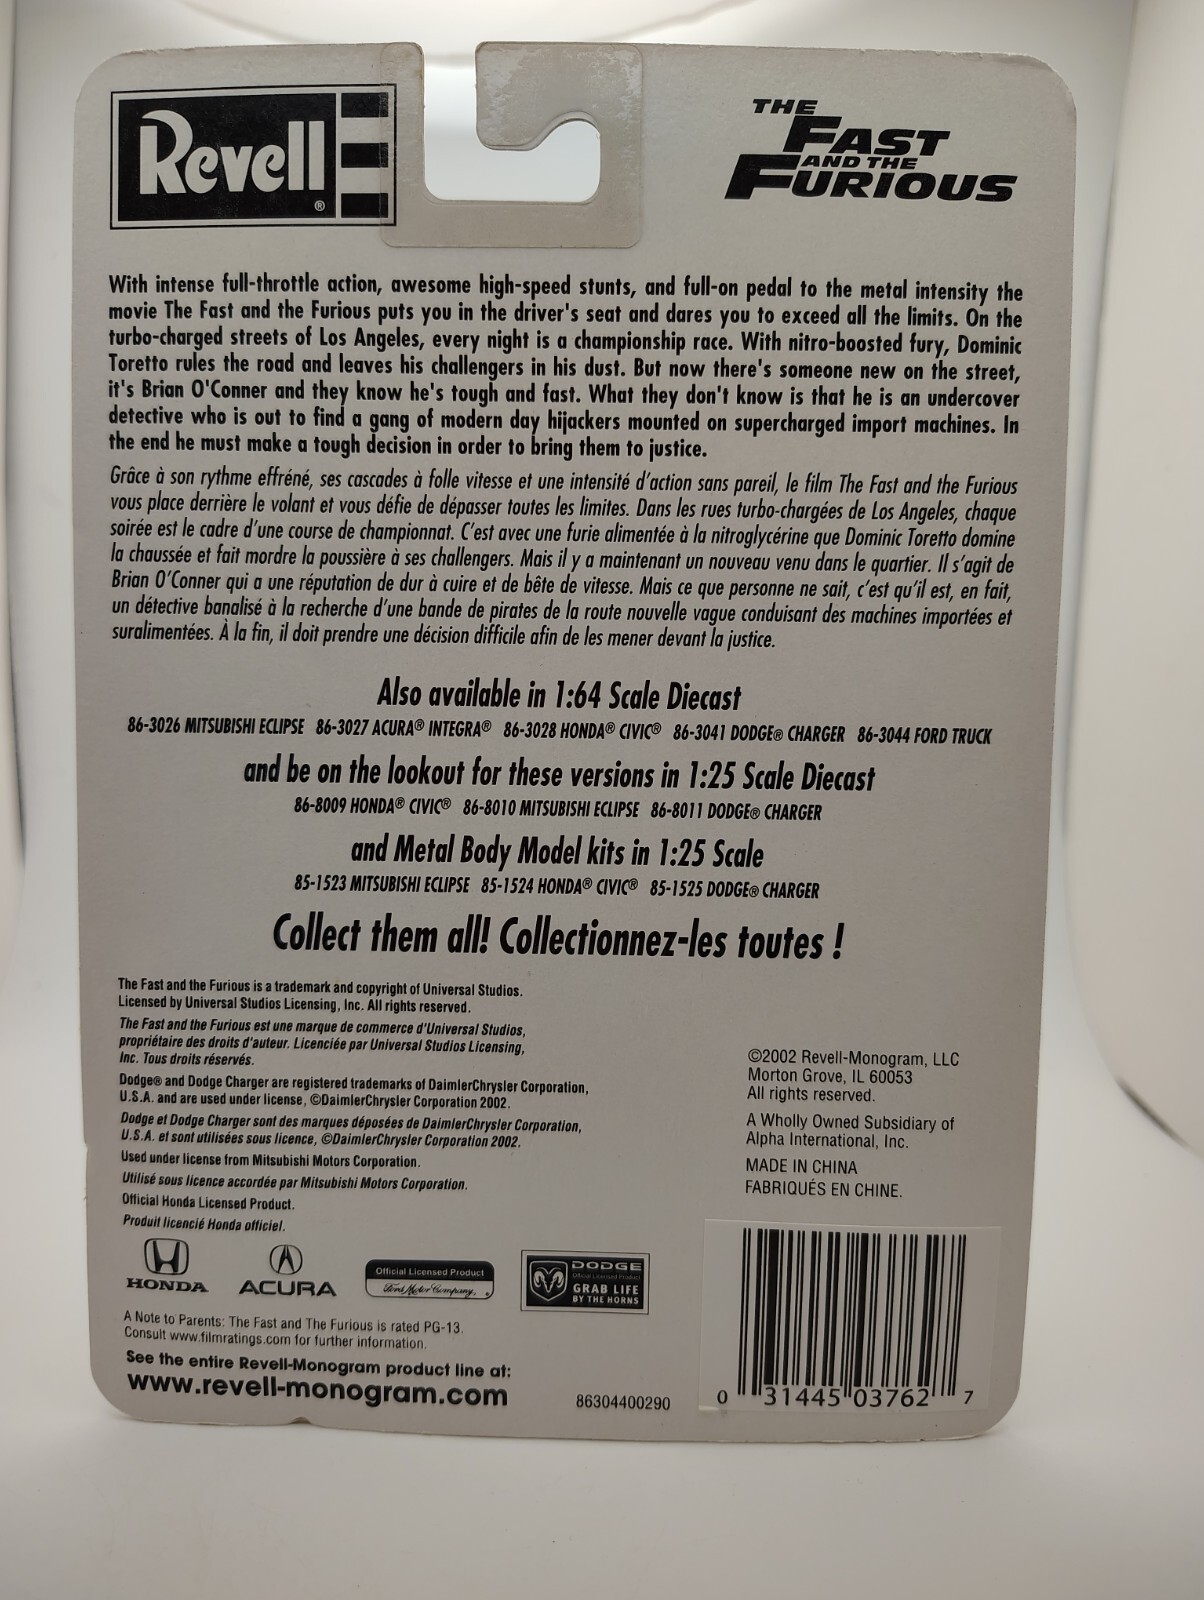 Revell®
THE
FAST
AND THE
FURIOUS
With intense full-throttle action, awesome high-speed stunts, and full-on pedal to the metal intensity the
movie The Fast and the Furious puts you in the driver's seat and dares you to exceed all the limits. On the
turbo-charged streets of Los Angeles, every night is a championship race. With nitro-boosted fury, Dominic
Toretto rules the road and leaves his challengers in his dust. But now there's someone new on the street,
it's Brian O'Conner and they know he's tough and fast. What they don't know is that he is an undercover
detective who is out to find a gang of modern day hijackers mounted on supercharged import machines. In
the end he must make a tough decision in order to bring them to justice.
Grâce à son rythme effréné, ses cascades à folle vitesse et une intensité d'action sans pareil, le film The Fast and the Furious
vous place derrière le volant et vous défie de dépasser toutes les limites. Dans les rues turbo-chargées de Los Angeles, chaque
soirée est le cadre d'une course de championnat. C'est avec une furie alimentée à la nitroglycérine que Dominic Toretto domine
la chaussée et fait mordre la poussière à ses challengers. Mais il y a maintenant un nouveau venu dans le quartier. Il s'agit de
Brian O'Conner qui a une réputation de dur à cuire et de bête de vitesse. Mais ce que personne ne sait, c'est qu'il est, en fait,
un détective banalisé à la recherche d'une bande de pirates de la route nouvelle vague conduisant des machines importées et
suralimentées. À la fin, il doit prendre une décision difficile afin de les mener devant la justice.
Also available in 1:64 Scale Diecast
86-3026 MITSUBISHI ECLIPSE 86-3027 ACURA® INTEGRA® 86-3028 HONDA® CIVIC® 86-3041 DODGE® CHARGER 86-3044 FORD TRUCK
and be on the lookout for these versions in 1:25 Scale Diecast
86-8009 HONDA® CIVIC® 86-8010 MITSUBISHI ECLIPSE 86-8011 DODGE® CHARGER
and Metal Body Model kits in 1:25 Scale
85-1523 MITSUBISHI ECLIPSE 85-1524 HONDA® CIVIC® 85-1525 DODGE® CHARGER
Collect them all! Collectionnez-les toutes !
The Fast and the Furious is a trademark and copyright of Universal Studios.
Licensed by Universal Studios Licensing, Inc. All rights reserved.
The Fast and the Furious est une marque de commerce d'Universal Studios,
propriétaire des droits d'auteur. Licenciée par Universal Studios Licensing,
Inc. Tous droits réservés.
Dodge® and Dodge Charger are registered trademarks of DaimlerChrysler Corporation,
U.S.A. and are used under license, ©DaimlerChrysler Corporation 2002.
Dodge et Dodge Charger sont des marques déposées de DaimlerChrysler Corporation,
U.S.A. et sont utilisées sous licence, ©DaimlerChrysler Corporation 2002.
Used under license from Mitsubishi Motors Corporation.
Utilisé sous licence accordée par Mitsubishi Motors Corporation.
Official Honda Licensed Product.
Produit licencié Honda officiel.
©2002 Revell-Monogram, LLC
Morton Grove, IL 60053
All rights reserved.
A Wholly Owned Subsidiary of
Alpha International, Inc.
MADE IN CHINA
FABRIQUÉS EN CHINE.
HONDA
ACURA
Official Licensed Product
Ford Motor Company.
DODGE
Official Licensed Product
GRAB LIFE
BY THE HORNS
A Note to Parents: The Fast and The Furious is rated PG-13.
Consult www.filmratings.com for further information.
See the entire Revell-Monogram product line at:
www.revell-monogram.com
86304400290
0 31445 03762 7